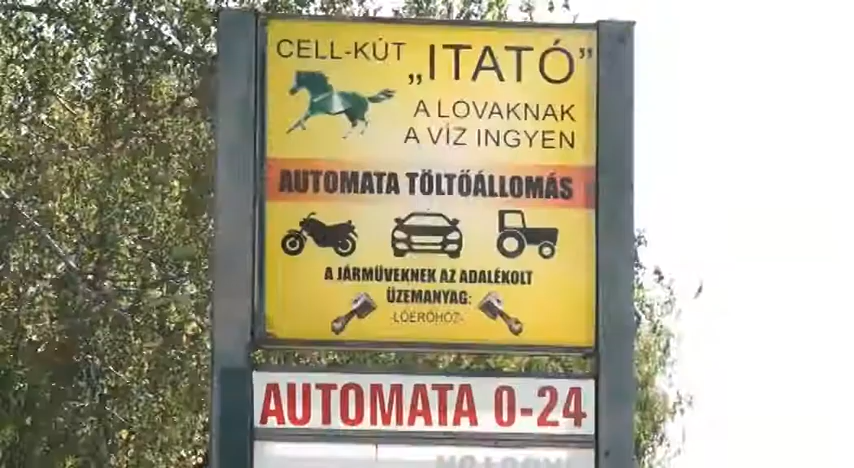 CELL-KÚT „ITATÓ”
A LOVAKNAK
A VÍZ INGYEN
AUTOMATA TÖLTŐÁLLOMÁS
A JÁRMŰVEKNEK AZ ADALÉKOLT
ÜZEMANYAG:
-LÓERŐHÖZ-
AUTOMATA 0-24